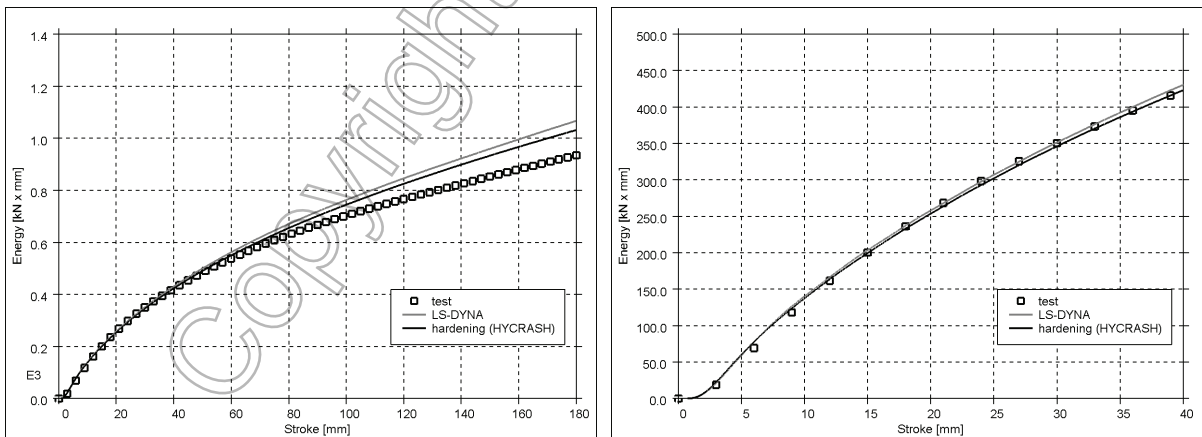 1.4
1.2
1.0
0.8
0.6
0.4
0.2
E3
0.0
Energy [kN x mm]
0 20 40 60 80 100 120 140 160 180
Stroke [mm]
test
LS-DYNA
hardening (HYCRASH)
Copyright
500.0
450.0
400.0
350.0
300.0
250.0
200.0
150.0
100.0
50.0
0.0
Energy [kN x mm]
0 5 10 15 20 25 30 35 40
Stroke [mm]
test
LS-DYNA
hardening (HYCRASH)